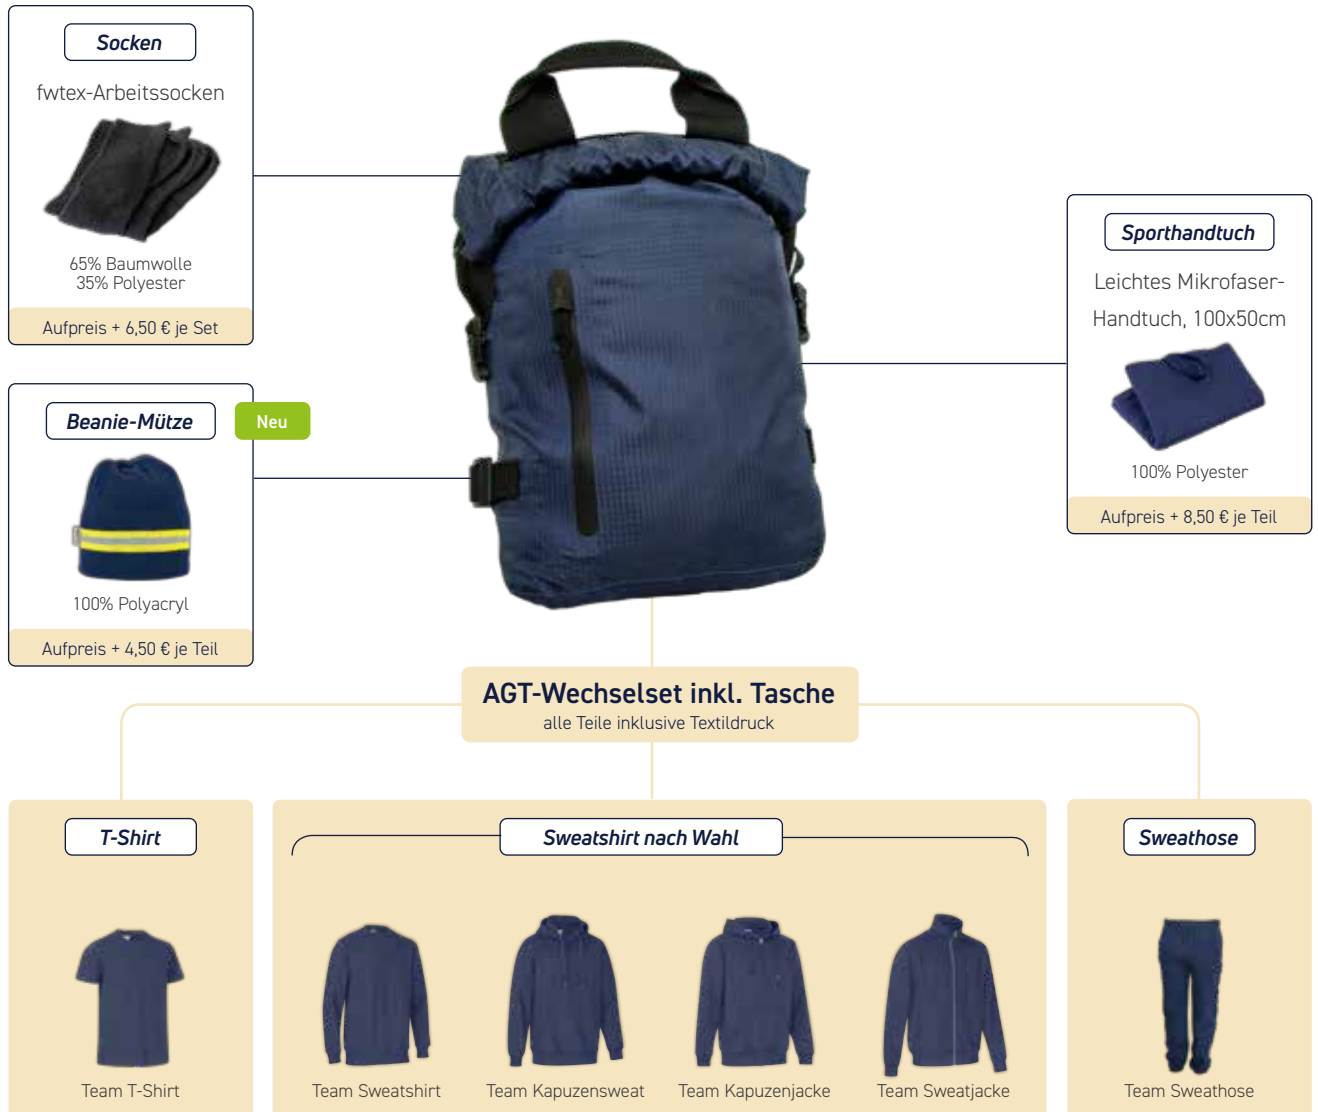 Socken
fwtex-Arbeitssocken
65% Baumwolle
35% Polyester
Aufpreis + 6,50 € je Set
Beanie-Mütze
Neu
100% Polyacryl
Aufpreis + 4,50 € je Teil
Sporthandtuch
Leichtes Mikrofaser-
Handtuch, 100x50cm
100% Polyester
Aufpreis + 8,50 € je Teil
AGT-Wechselset inkl. Tasche
alle Teile inklusive Textildruck
T-Shirt
Team T-Shirt
Sweatshirt nach Wahl
Team Sweatshirt
Team Kapuzensweat
Team Kapuzenjacke
Team Sweatjacke
Sweathose
Team Sweathose